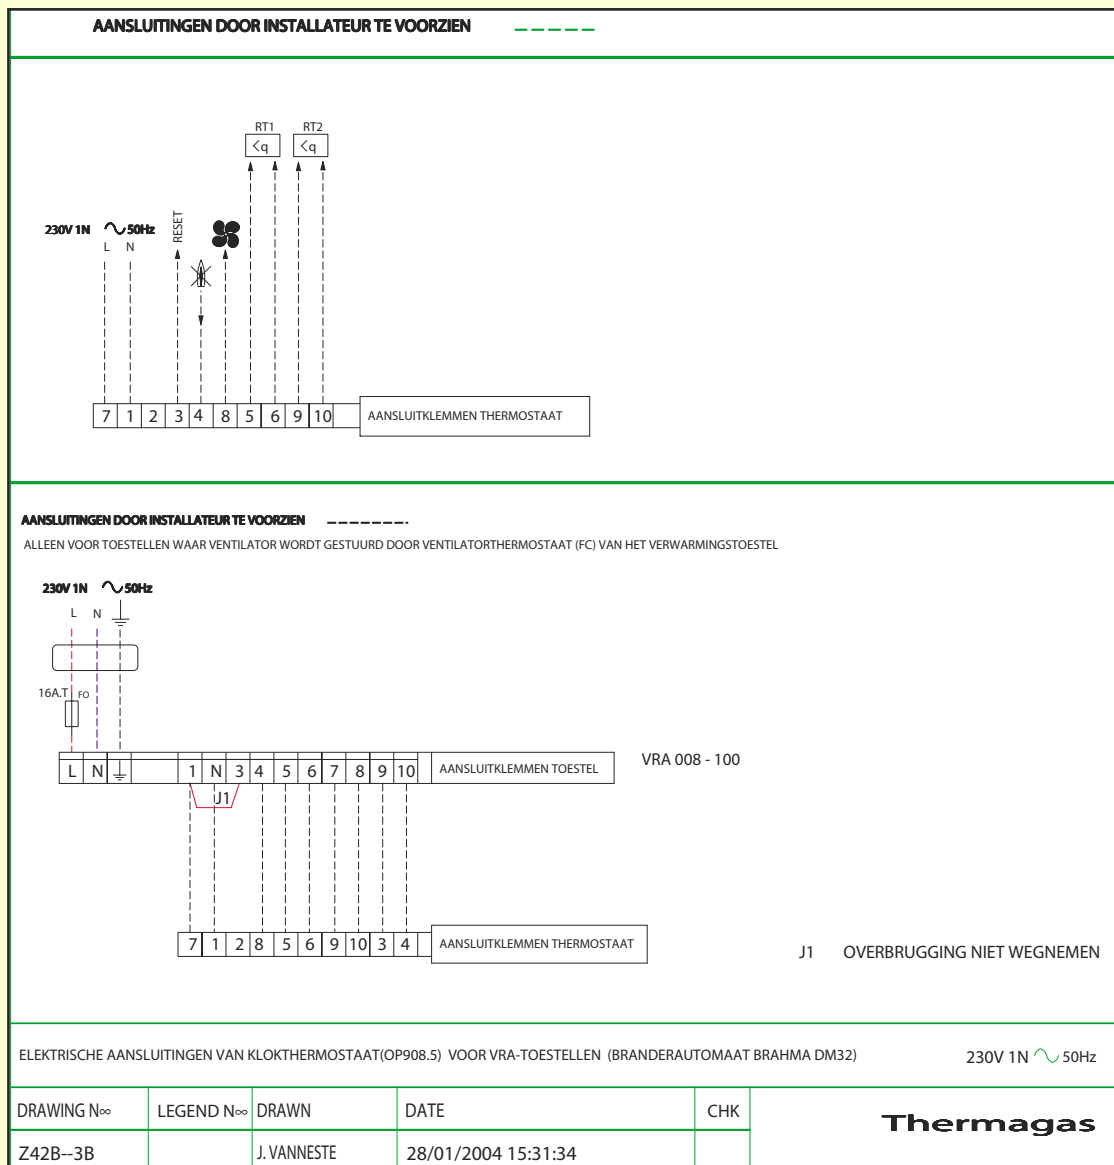 AANSLUITINGEN DOOR INSTALLATEUR TE VOORZIEN
RT1 RT2
<q <q
230V 1N 50Hz
L N
RESET
7 1 2 3 4 8 5 6 9 10 AANSLUITKLEMMEN THERMOSTAAT
AANSLUITINGEN DOOR INSTALLATEUR TE VOORZIEN
ALLEEN VOOR TOESTELLEN WAAR VENTILATOR WORDT GESTUURD DOOR VENTILATORTHERMOSTAAT (FC) VAN HET VERWARMINGSTOESTEL
230V 1N 50Hz
L N
16A.T FO
L N 1 N 3 4 5 6 7 8 9 10 AANSLUITKLEMMEN TOESTEL VRA 008 - 100
J1
7 1 2 8 5 6 9 10 3 4 AANSLUITKLEMMEN THERMOSTAAT
J1 OVERBRUGGING NIET WEGNEMEN
ELEKTRISCHE AANSLUITINGEN VAN KLOKTHERMOSTAAT(OP908.5) VOOR VRA-TOESTELLEN (BRANDERAUTOMAAT BRAHMA DM32) 230V 1N 50Hz
DRAWING N∞ LEGEND N∞ DRAWN DATE CHK
Thermagas
Z42B--3B J. VANNESTE 28/01/2004 15:31:34